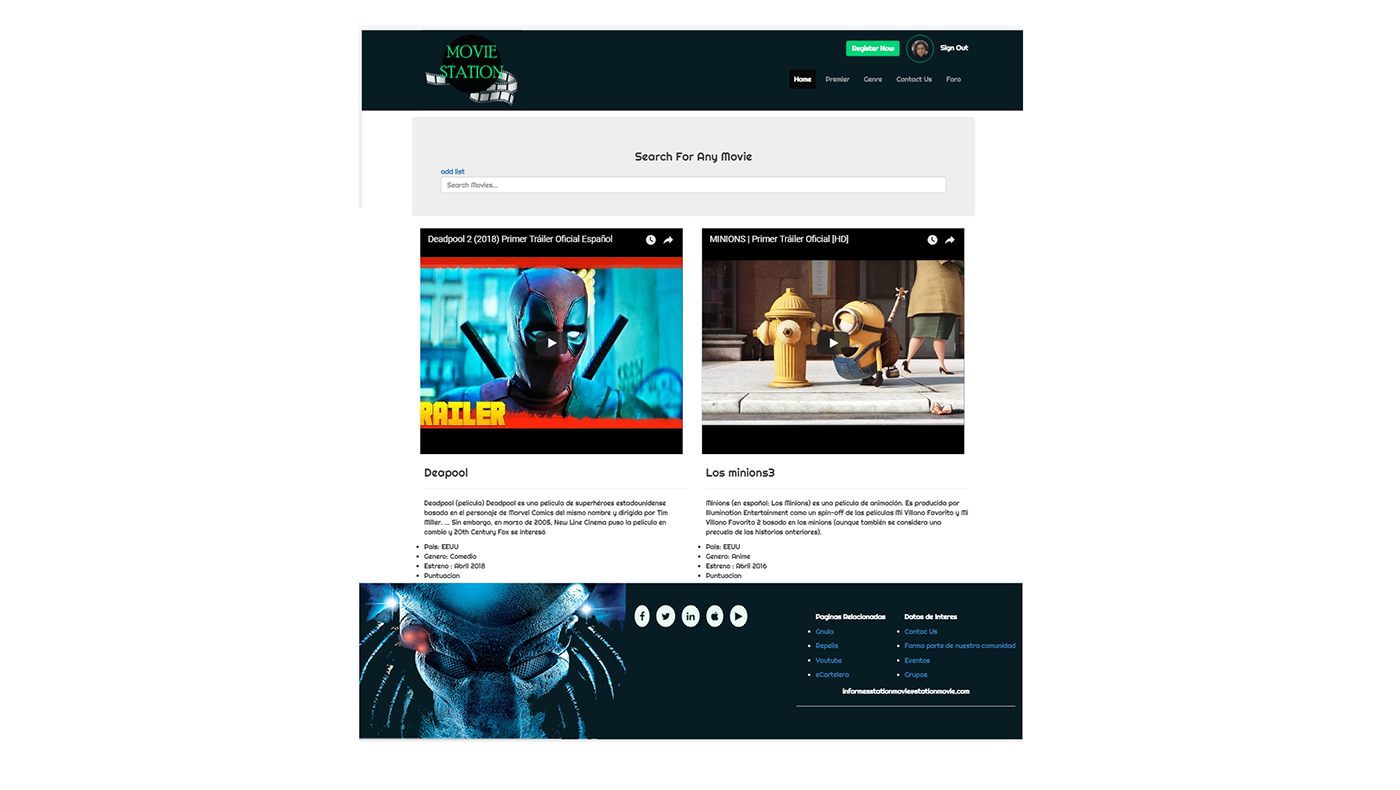 MOVIE
STATION
Register Now
Sign Out
Home Premier Genre Contact Us Foro
Search For Any Movie
add list
Search Movies...
Deadpool 2 (2018) Primer Tráiler Oficial Español
RAILER
Deapool
Deadpool (película) Deadpool es una película de superhéroes estadounidense
basada en el personaje de Marvel Comics del mismo nombre y dirigida por Tim
Miller. ... Sin embargo, en marzo de 2005, New Line Cinema puso la película en
cambio y 20th Century Fox se interesó
Pais: EEUU
Genero: Comedia
Estreno : Abril 2018
Puntuacion
MINIONS | Primer Tráiler Oficial [HD]
Los minions3
Minions (en español: Los Minions) es una película de animación. Es producida por
Illumination Entertainment como un spin-off de las películas Mi Villano Favorito y Mi
Villano Favorito 2 basado en los minions (aunque también se considera una
precuela de las historias anteriores).
Pais: EEUU
Genero: Anime
Estreno : Abril 2016
Puntuacion
Paginas Relacionadas
Gnula
Repelis
Youtube
eCartelera
Datos de Interes
Contac Us
Forma parte de nuestra comunidad
Eventos
Grupos
informesstationmovie@stationmovie.com